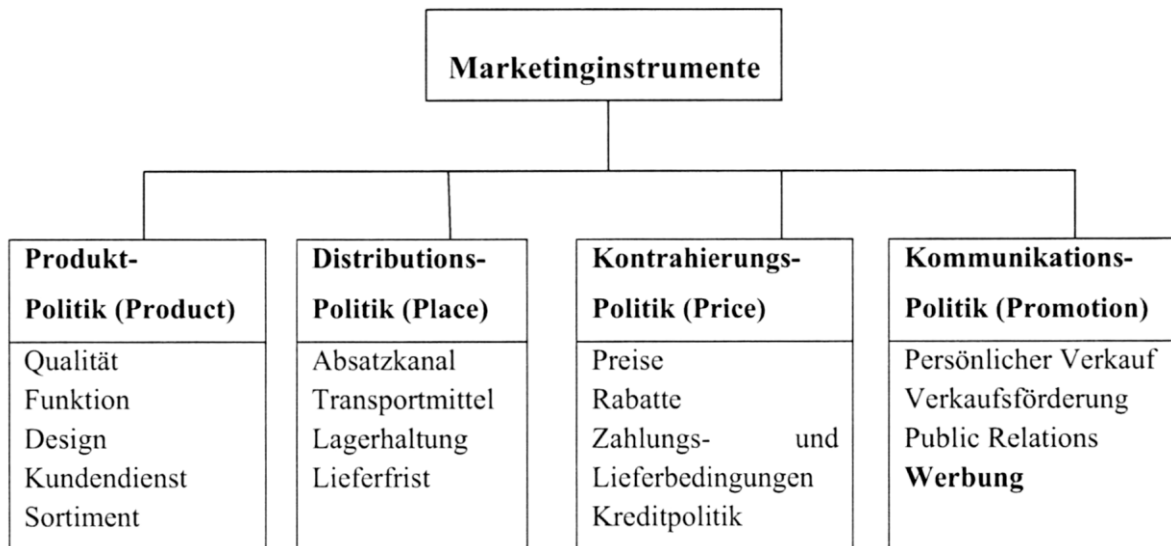 Marketinginstrumente
Produkt-
Politik (Product)
Qualität
Funktion
Design
Kundendienst
Sortiment
Distributions-
Politik (Place)
Absatzkanal
Transportmittel
Lagerhaltung
Lieferfrist
Kontrahierungs-
Politik (Price)
Preise
Rabatte
Zahlungs- und
Lieferbedingungen
Kreditpolitik
Kommunikations-
Politik (Promotion)
Persönlicher Verkauf
Verkaufsförderung
Public Relations
Werbung